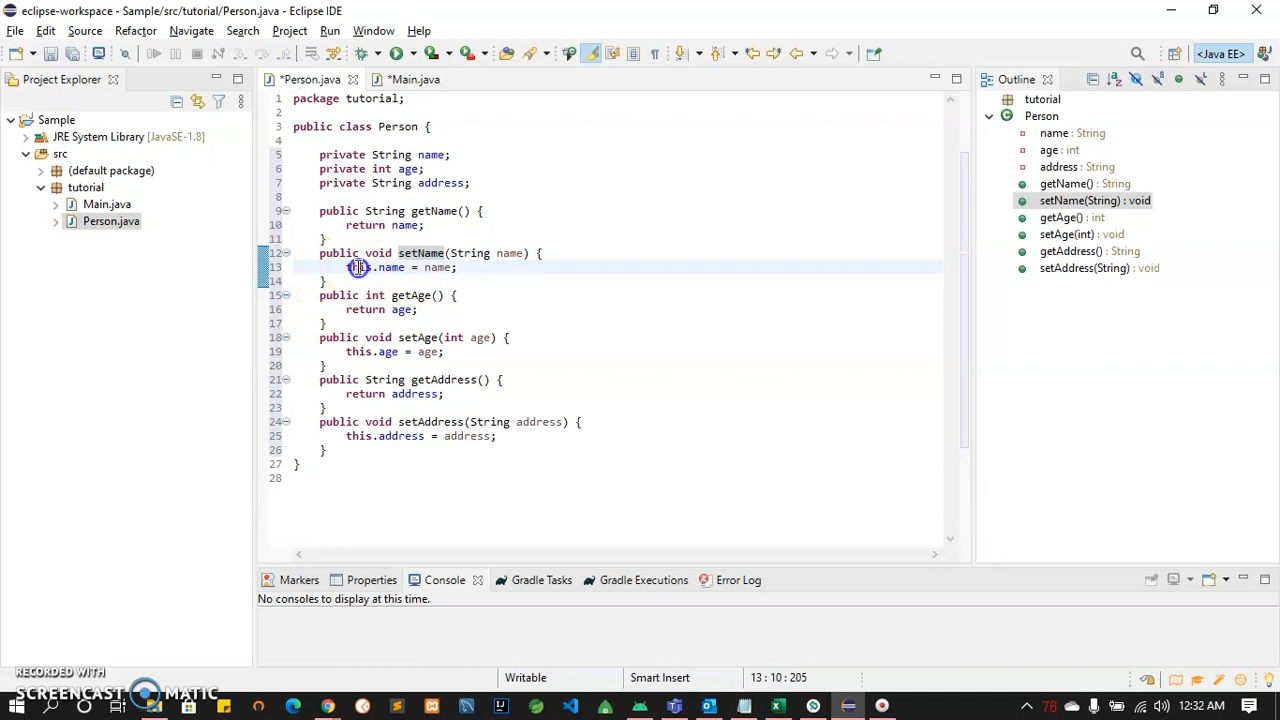 eclipse-workspace - Sample/src/tutorial/Person.java - Eclipse IDE
File Edit Source Refactor Navigate Search Project Run Window Help
<Java EE>
Project Explorer
*Person.java
*Main.java
Outline
Sample
JRE System Library [JavaSE-1.8]
src
(default package)
tutorial
Main.java
Person.java
1 package tutorial;
2
3 public class Person {
4
5 private String name;
6 private int age;
7 private String address;
8
9 public String getName() {
10 return name;
11 }
12 public void setName(String name) {
13 this.name = name;
14 }
15 public int getAge() {
16 return age;
17 }
18 public void setAge(int age) {
19 this.age = age;
20 }
21 public String getAddress() {
22 return address;
23 }
24 public void setAddress(String address) {
25 this.address = address;
26 }
27 }
28
tutorial
Person
name : String
age : int
address : String
getName() : String
setName(String) : void
getAge() : int
setAge(int) : void
getAddress() : String
setAddress(String) : void
Markers Properties Console Gradle Tasks Gradle Executions Error Log
No consoles to display at this time.
Writable Smart Insert 13 : 10 : 205
RECORDED WITH
SCREENCAST MATIC
78 12:32 AM